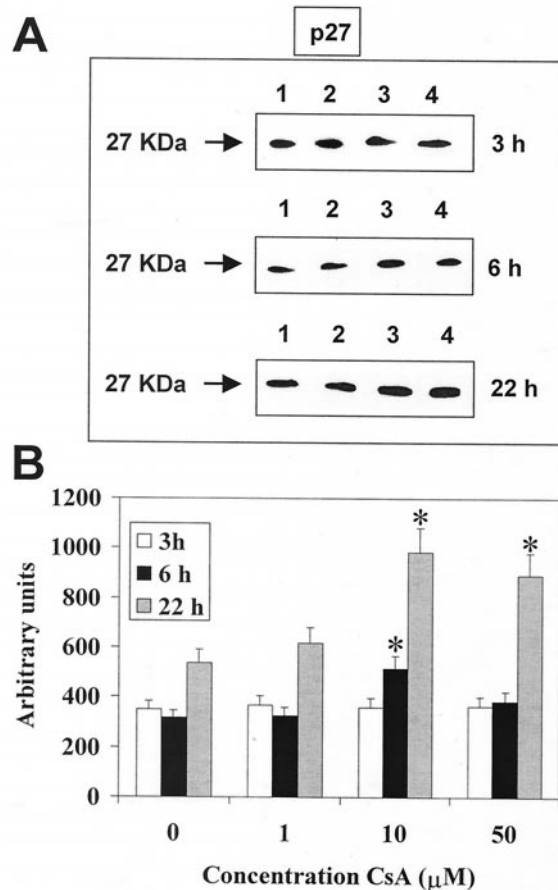 A
p27
1 2 3 4
27 KDa 3 h
1 2 3 4
27 KDa 6 h
1 2 3 4
27 KDa 22 h
B
1200
1000
800
600
400
200
0
Arbitrary units
3h
6 h
22 h
* * *
0 1 10 50
Concentration CsA (μM)